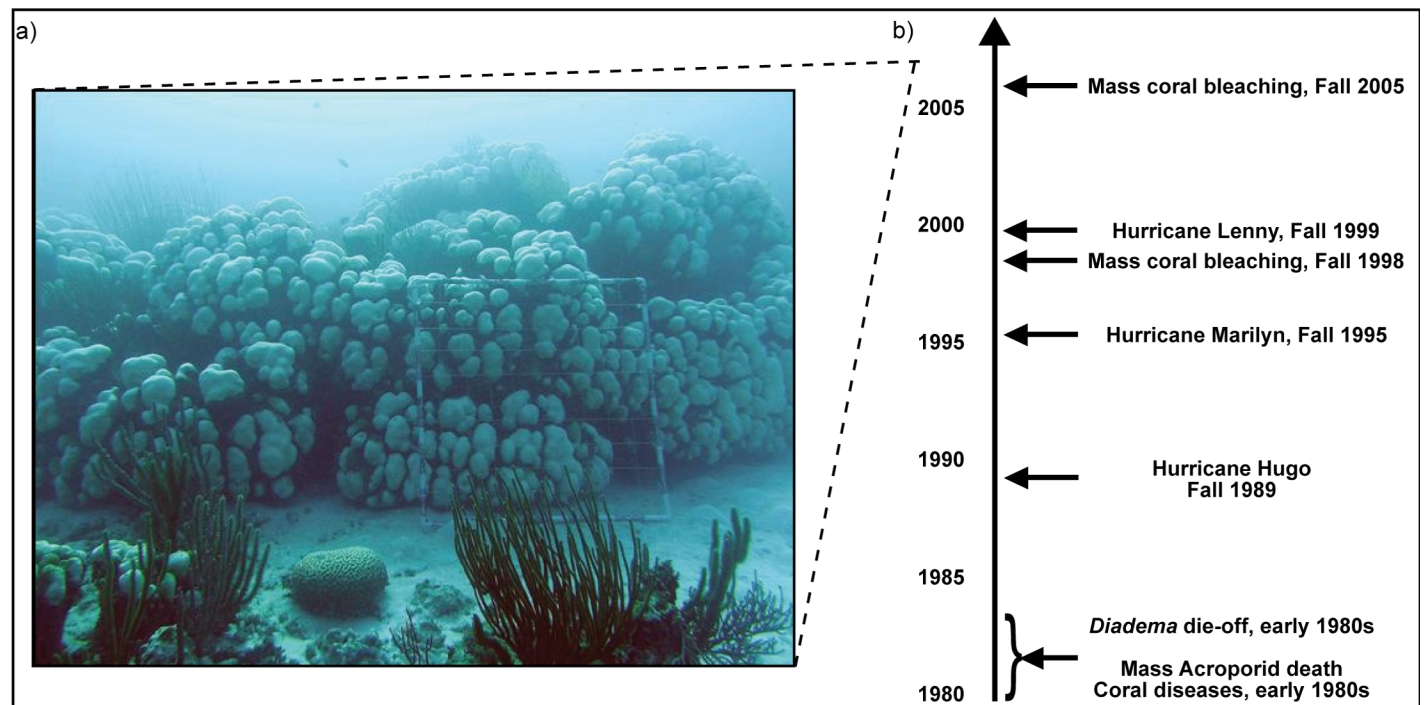 a)
b)
Mass coral bleaching, Fall 2005
2005
2000
Hurricane Lenny, Fall 1999
Mass coral bleaching, Fall 1998
1995
Hurricane Marilyn, Fall 1995
1990
Hurricane Hugo
Fall 1989
1985
Diadema die-off, early 1980s
Mass Acroporid death
Coral diseases, early 1980s
1980